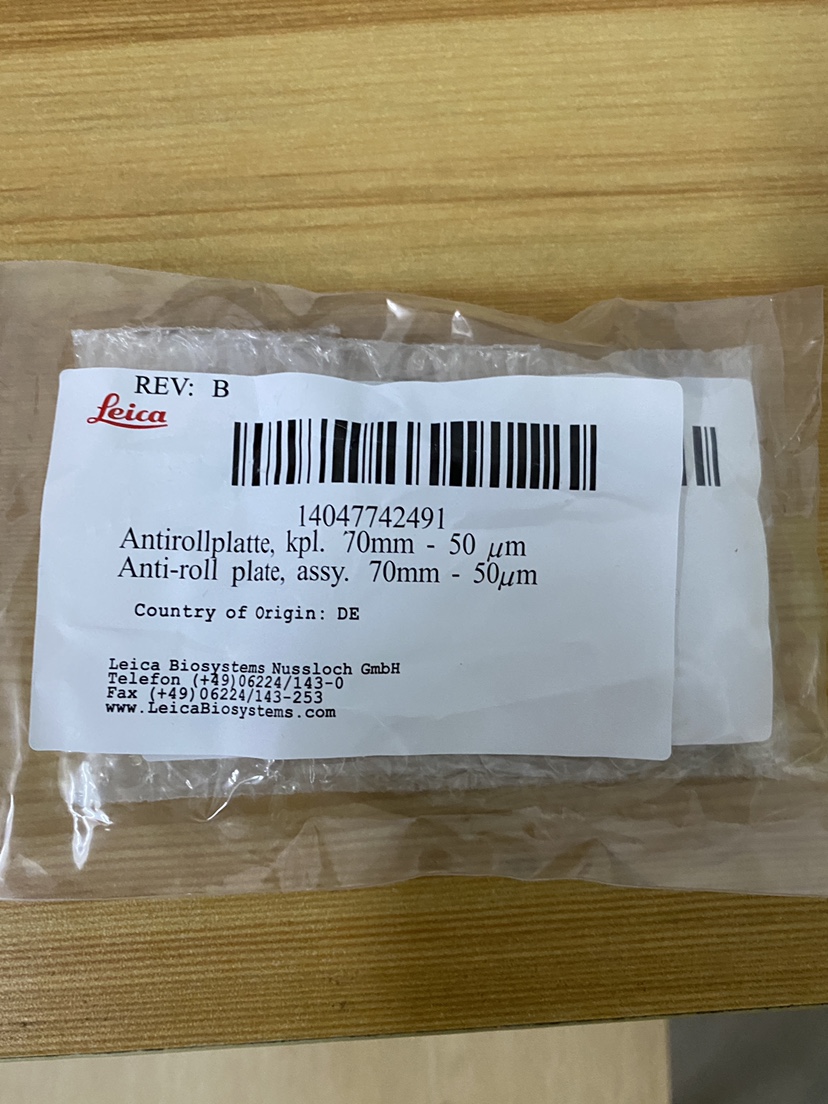 REV: B
Leica
14047742491
Antirollplatte, kpl. 70mm - 50 µm
Anti-roll plate, assy. 70mm - 50µm
Country of Origin: DE
Leica Biosystems Nussloch GmbH
Telefon (+49)06224/143-0
Fax (+49)06224/143-253
www.LeicaBiosystems.com